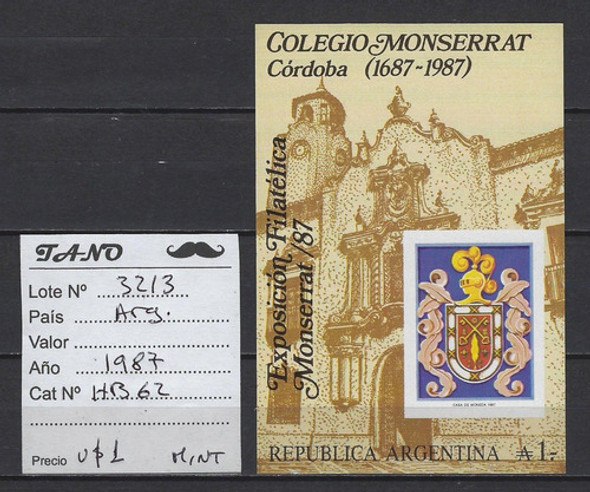 COLEGIO MONSERRAT
Córdoba (1687-1987)
Exposición Filatélica
Monserrat /87
CASA DE MIRNEDA 1987
REPUBLICA ARGENTINA ₳1.-
TANO
Lote Nº 3213
País Arg.
Valor
Año 1987
Cat Nº HB.62
Precio U$1 MINT